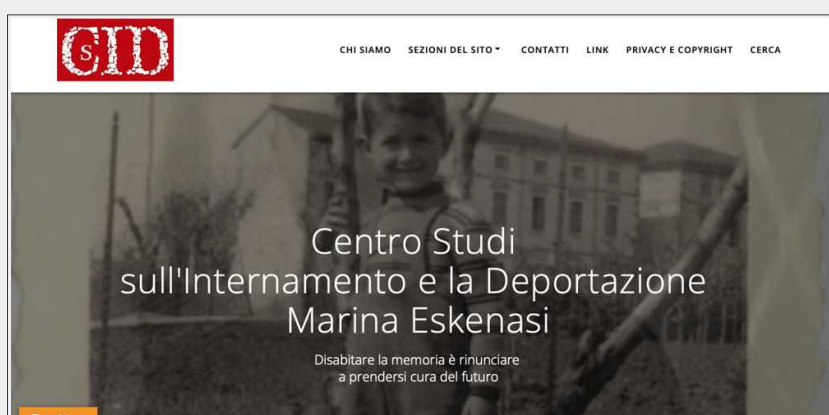 CSID
CHI SIAMO SEZIONI DEL SITO CONTATTI LINK PRIVACY E COPYRIGHT CERCA
Centro Studi
sull'Internamento e la Deportazione
Marina Eskenasi
Disabitare la memoria è rinunciare
a prendersi cura del futuro